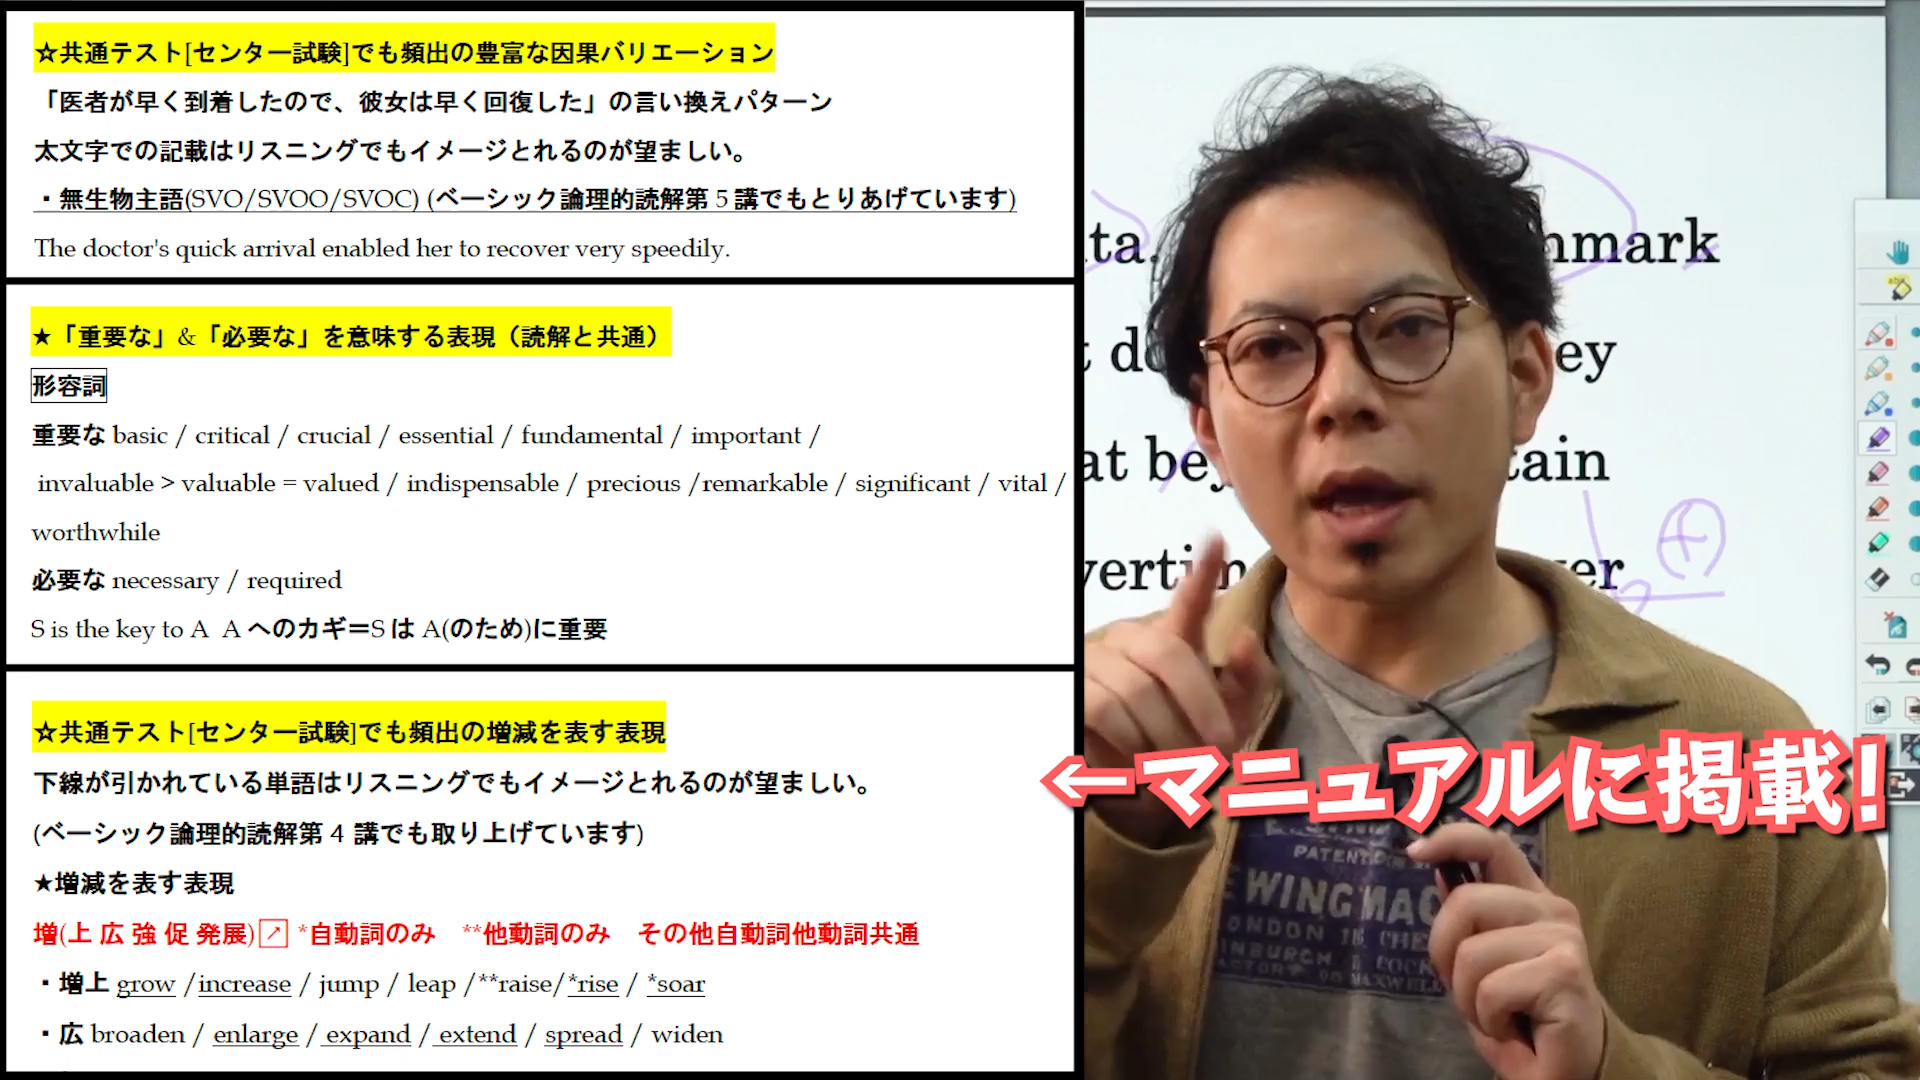 ☆共通テスト[センター試験]でも頻出の豊富な因果バリエーション
「医者が早く到着したので、彼女は早く回復した」の言い換えパターン
太文字での記載はリスニングでもイメージとれるのが望ましい。
・無生物主語(SVO/SVOO/SVOC) (ベーシック論理的読解第 5 講でもとりあげています)
The doctor's quick arrival enabled her to recover very speedily.
★「重要な」&「必要な」を意味する表現（読解と共通）
形容詞
重要な basic / critical / crucial / essential / fundamental / important /
invaluable > valuable = valued / indispensable / precious /remarkable / significant / vital /
worthwhile
必要な necessary / required
S is the key to A A へのカギ＝S は A(のため)に重要
☆共通テスト[センター試験]でも頻出の増減を表す表現
下線が引かれている単語はリスニングでもイメージとれるのが望ましい。
(ベーシック論理的読解第 4 講でも取り上げています)
★増減を表す表現
増(上 広 強 促 発展)↗ *自動詞のみ **他動詞のみ その他自動詞他動詞共通
・増上 grow /increase / jump / leap /**raise/*rise / *soar
・広 broaden / enlarge / expand / extend / spread / widen
←マニュアルに掲載！
ta. nmark
ey
at tain
PATENT
WING MAC
LONDON